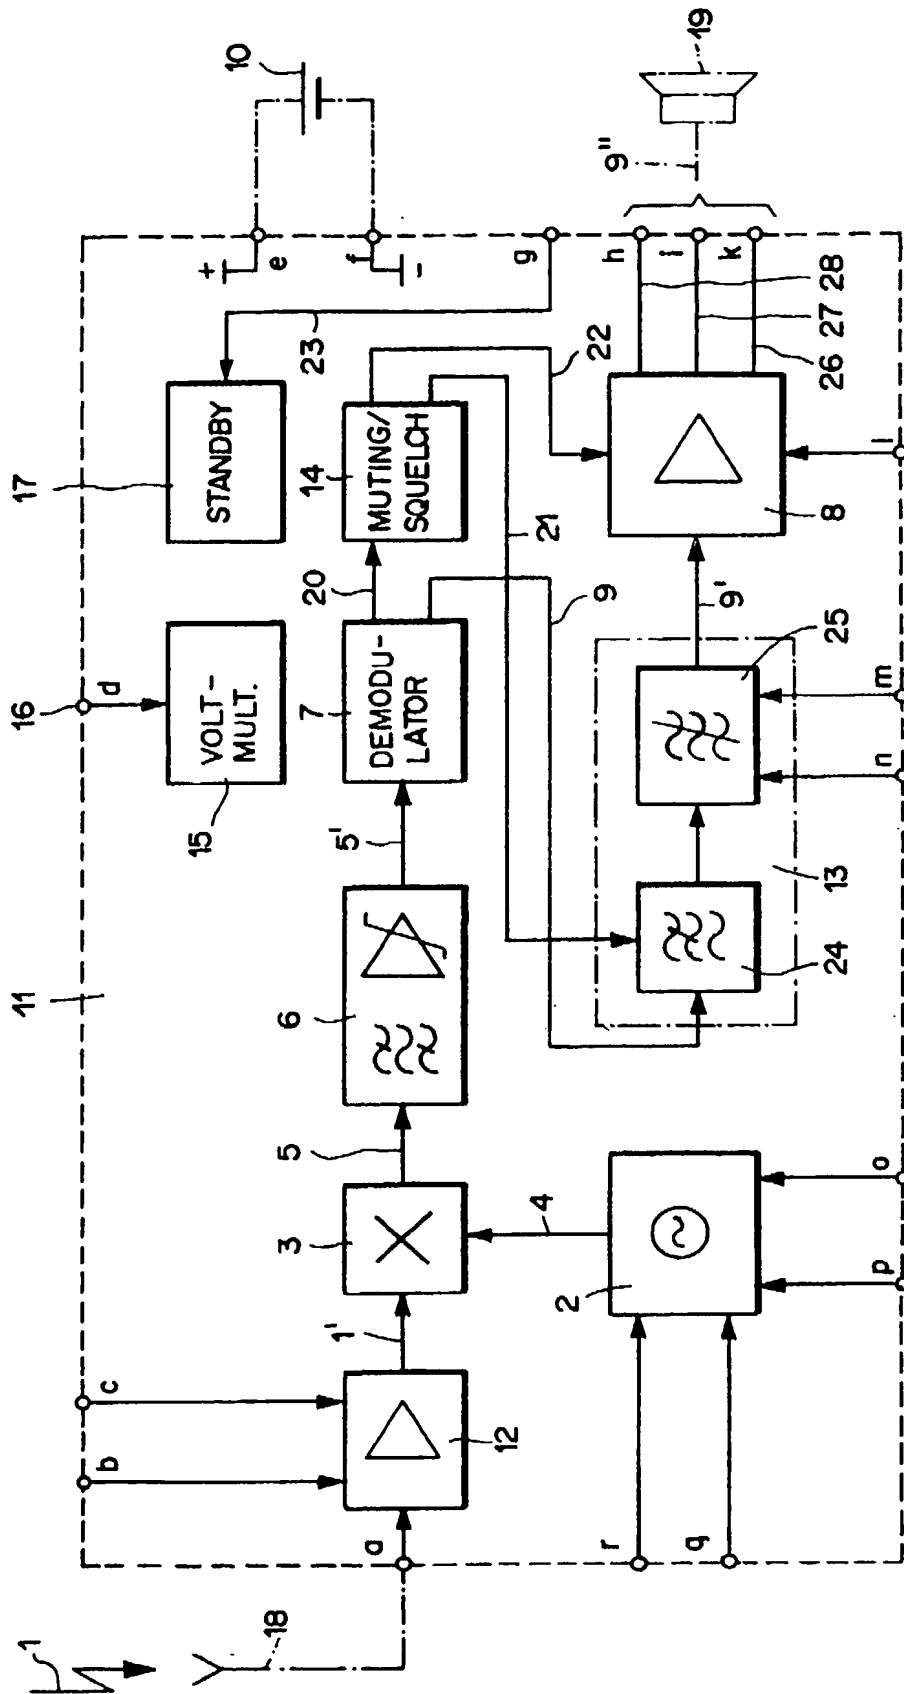 1
18
11
16
17
10
a
b
c
d
+
e
f
-
g
12
1'
3
5
6
5'
DEMODU-
LATOR
7
20
14
MUTING/
SQUELCH
VOLT-
MULT.
15
STANDBY
23
22
21
2
4
r
q
p
o
9
24
13
25
n
m
9'
8
l
26
27
28
h
i
k
9"
19